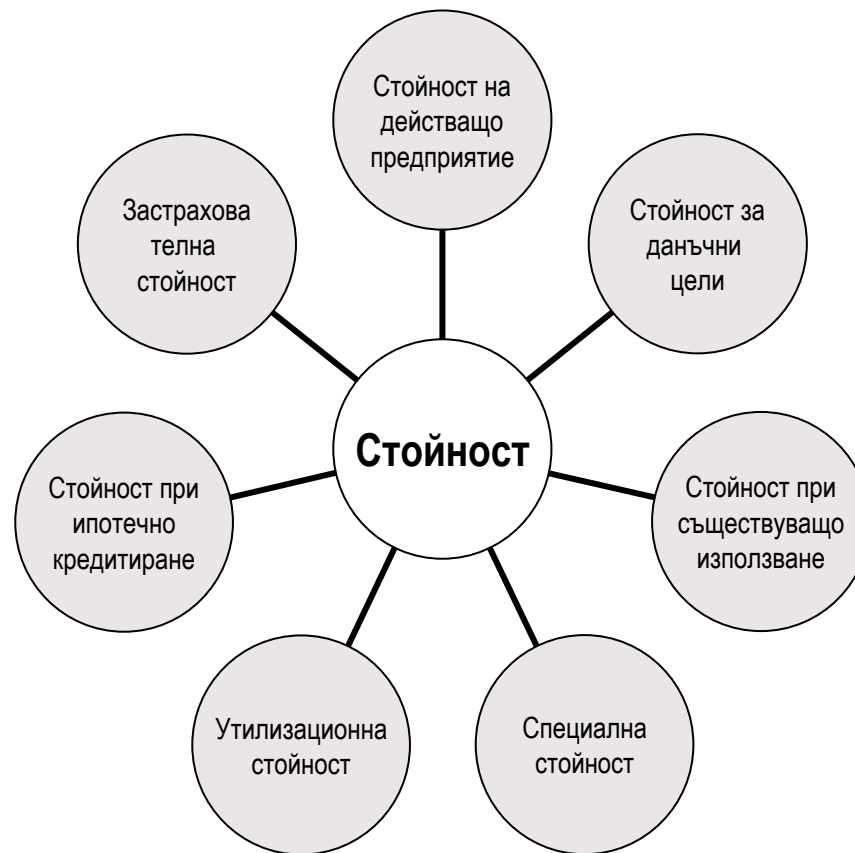 Стойност на
действащо
предприятие
Застрахова
телна
стойност
Стойност за
данъчни
цели
Стойност
Стойност при
ипотечно
кредитиране
Стойност при
съществуващо
използване
Утилизационна
стойност
Специална
стойност